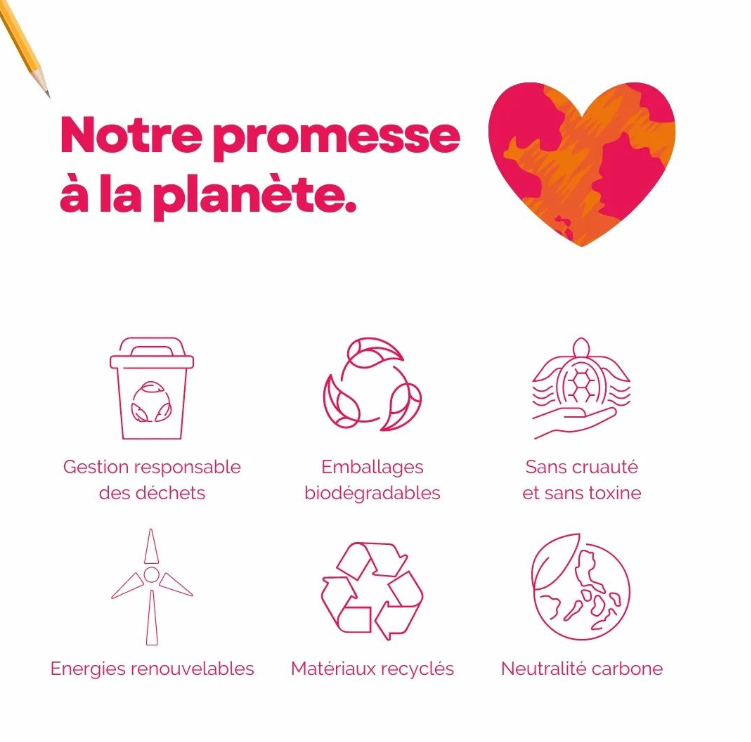 Notre promesse
à la planète.
Gestion responsable
des déchets
Emballages
biodégradables
Sans cruauté
et sans toxine
Energies renouvelables
Matériaux recyclés
Neutralité carbone